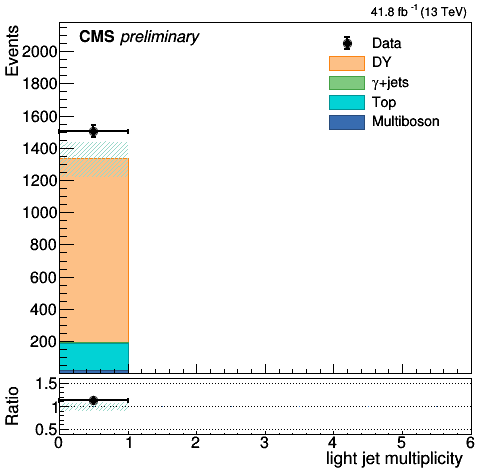 41.8 fb⁻¹ (13 TeV)
CMS preliminary
Events
2000
1800
1600
1400
1200
1000
800
600
400
200
Data
DY
γ+jets
Top
Multiboson
Ratio
1.5
1
0.5
0 1 2 3 4 5 6
light jet multiplicity